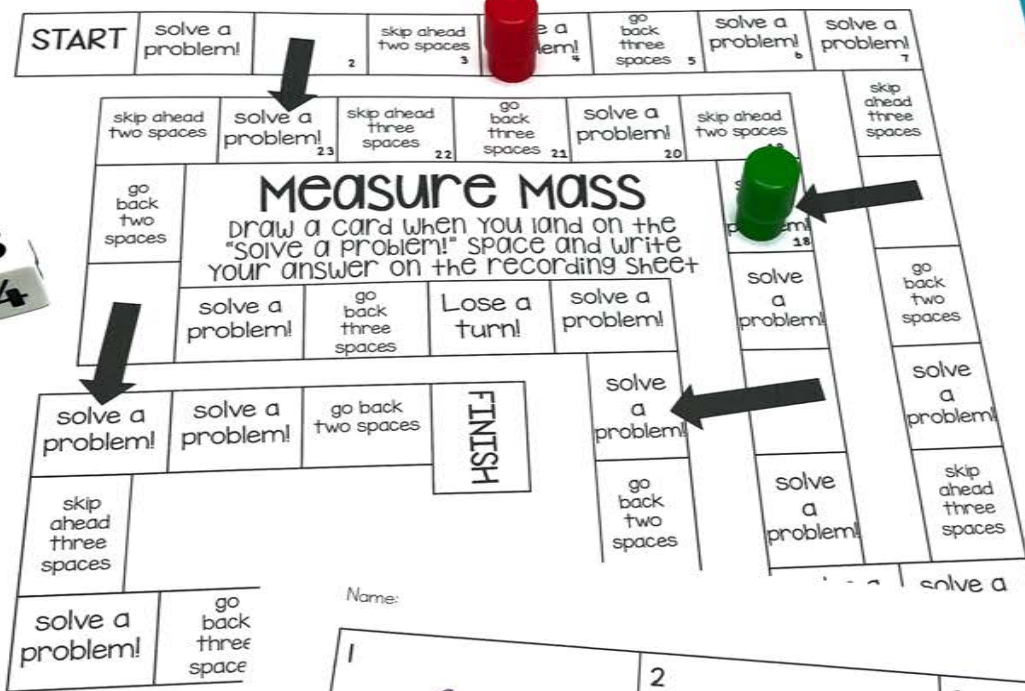 START
solve a
problem!
2
skip ahead
two spaces
3
e a
lem!
4
go
back
three
spaces 5
solve a
problem!
6
solve a
problem!
7
skip
ahead
three
spaces
go
back
two
spaces
solve
a
problem!
skip
ahead
three
spaces
solve a
skip ahead
two spaces
solve a
problem!
23
skip ahead
three
spaces
22
go
back
three
spaces 21
solve a
problem!
20
skip ahead
two spaces
18
solve
a
problem!
solve
a
problem!
go
back
two
spaces
Measure Mass
Draw a card when you land on the
"Solve a problem!" space and write
your answer on the recording sheet
solve a
problem!
go
back
three
spaces
Lose a
turn!
solve a
problem!
solve
a
problem!
go
back
two
spaces
solve a
problem!
solve a
problem!
go back
two spaces
FINISH
skip
ahead
three
spaces
solve a
problem!
go
back
three
space
4
Name:
1
2